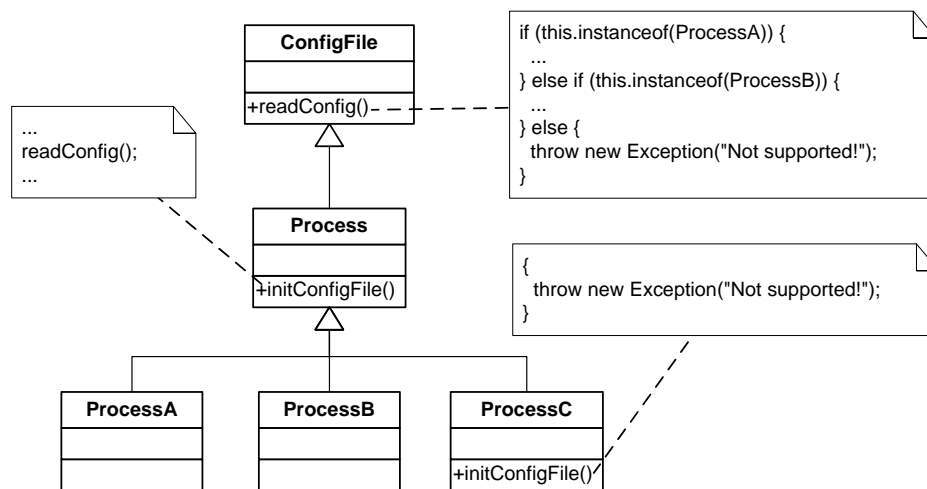 ConfigFile
+readConfig()
if (this.instanceof(ProcessA)) {
...
} else if (this.instanceof(ProcessB)) {
...
} else {
throw new Exception("Not supported!");
}
...
readConfig();
...
Process
+initConfigFile()
{
throw new Exception("Not supported!");
}
ProcessA
ProcessB
ProcessC
+initConfigFile()